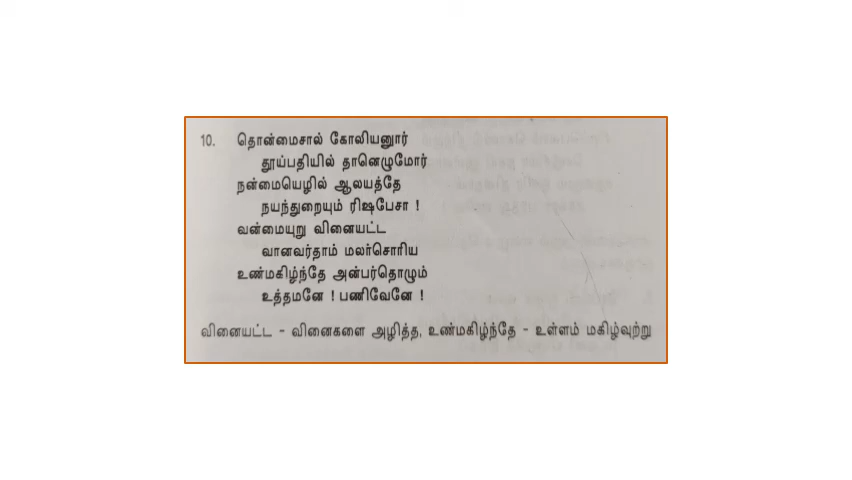 10. தொன்மைசால் கோலியனூர்
தூய்பதியில் தானெழுமோர்
நன்மையெழில் ஆலயத்தே
நயந்துறையும் ரிஷபேசா !
வன்மையுறு வினையட்ட
வானவர்தாம் மலர்சொரிய
உண்மகிழ்ந்தே அன்பர்தொழும்
உத்தமனே ! பணிவேனே !
வினையட்ட - வினைகளை அழித்த, உண்மகிழ்ந்தே - உள்ளம் மகிழ்வுற்று